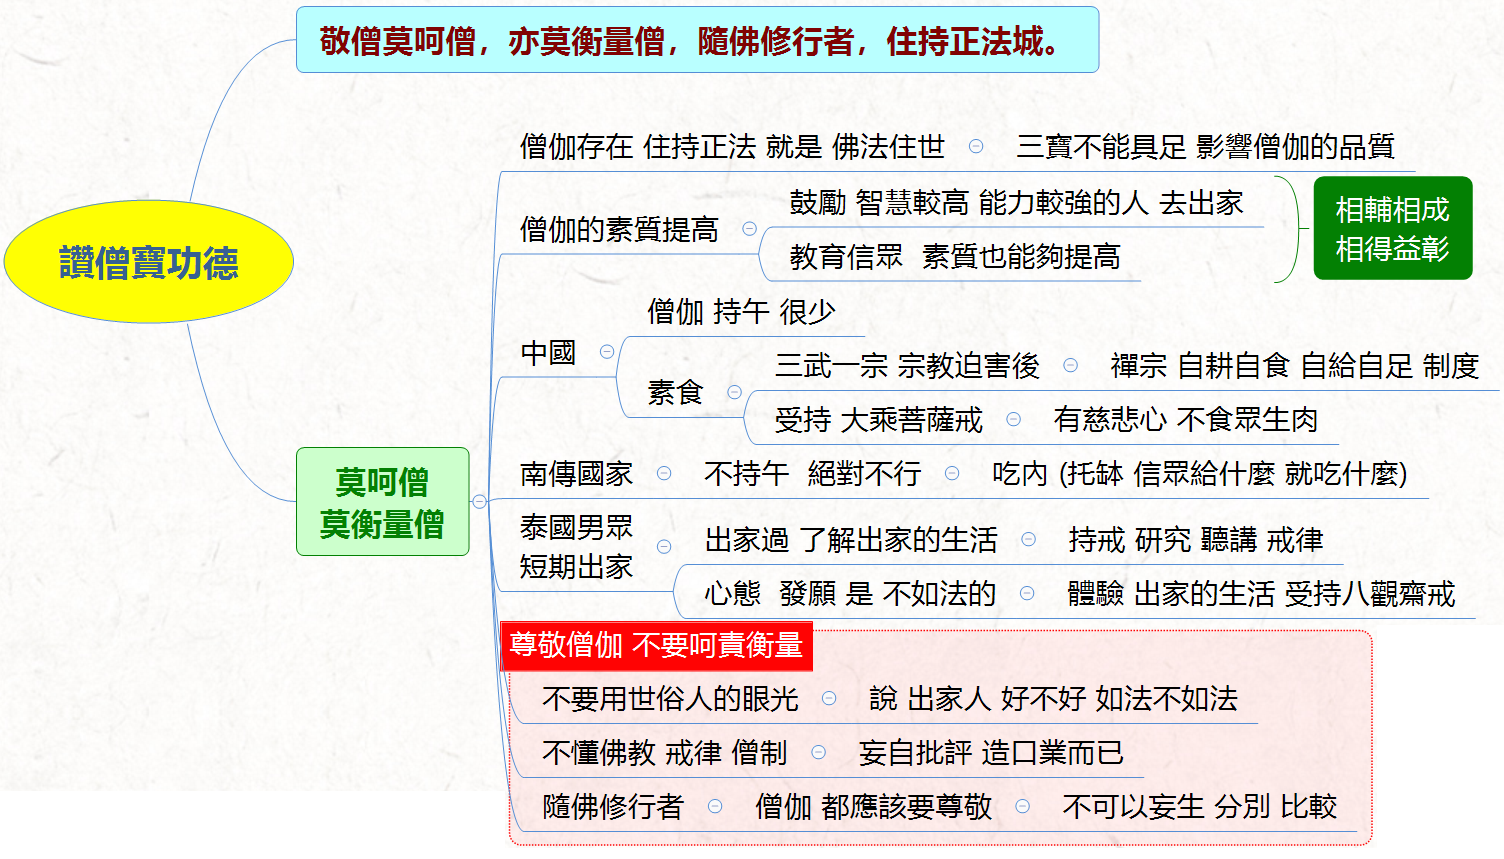 敬僧莫呵僧，亦莫衡量僧，隨佛修行者，住持正法城。
讚僧寶功德
莫呵僧
莫衡量僧
僧伽存在 住持正法 就是 佛法住世
三寶不能具足 影響僧伽的品質
僧伽的素質提高
鼓勵 智慧較高 能力較強的人 去出家
教育信眾 素質也能夠提高
相輔相成
相得益彰
中國
僧伽 持午 很少
素食
三武一宗 宗教迫害後
禪宗 自耕自食 自給自足 制度
受持 大乘菩薩戒
有慈悲心 不食眾生肉
南傳國家
不持午 絕對不行
吃內 (托缽 信眾給什麼 就吃什麼)
泰國男眾
短期出家
出家過 了解出家的生活
持戒 研究 聽講 戒律
心態 發願 是 不如法的
體驗 出家的生活 受持八觀齋戒
尊敬僧伽 不要呵責衡量
不要用世俗人的眼光
說 出家人 好不好 如法不如法
不懂佛教 戒律 僧制
妄自批評 造口業而已
隨佛修行者
僧伽 都應該要尊敬
不可以妄生 分別 比較